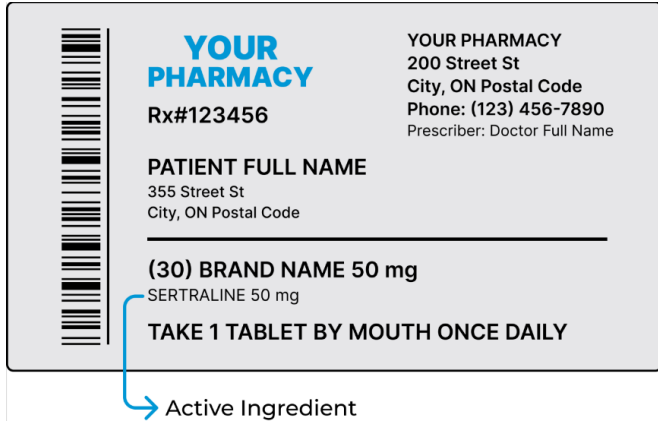 YOUR
PHARMACY
Rx#123456
YOUR PHARMACY
200 Street St
City, ON Postal Code
Phone: (123) 456-7890
Prescriber: Doctor Full Name
PATIENT FULL NAME
355 Street St
City, ON Postal Code
(30) BRAND NAME 50 mg
SERTRALINE 50 mg
TAKE 1 TABLET BY MOUTH ONCE DAILY
Active Ingredient